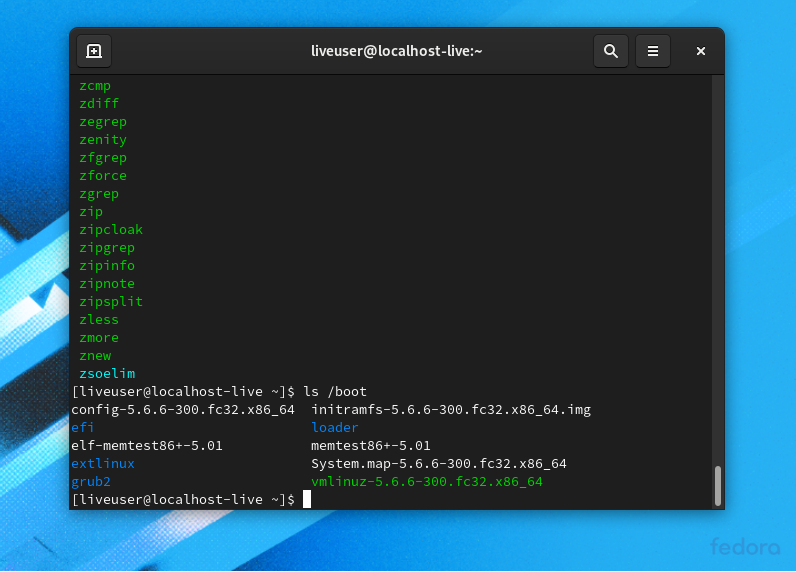 liveuser@localhost-live:~
zcmp
zdiff
zegrep
zenity
zfgrep
zforce
zgrep
zip
zipcloak
zipgrep
zipinfo
zipnote
zipsplit
zless
zmore
znew
zsoelim
[liveuser@localhost-live ~]$ ls /boot
config-5.6.6-300.fc32.x86_64  initramfs-5.6.6-300.fc32.x86_64.img
efi                           loader
elf-memtest86+-5.01           memtest86+-5.01
extlinux                      System.map-5.6.6-300.fc32.x86_64
grub2                         vmlinuz-5.6.6-300.fc32.x86_64
[liveuser@localhost-live ~]$
fedora